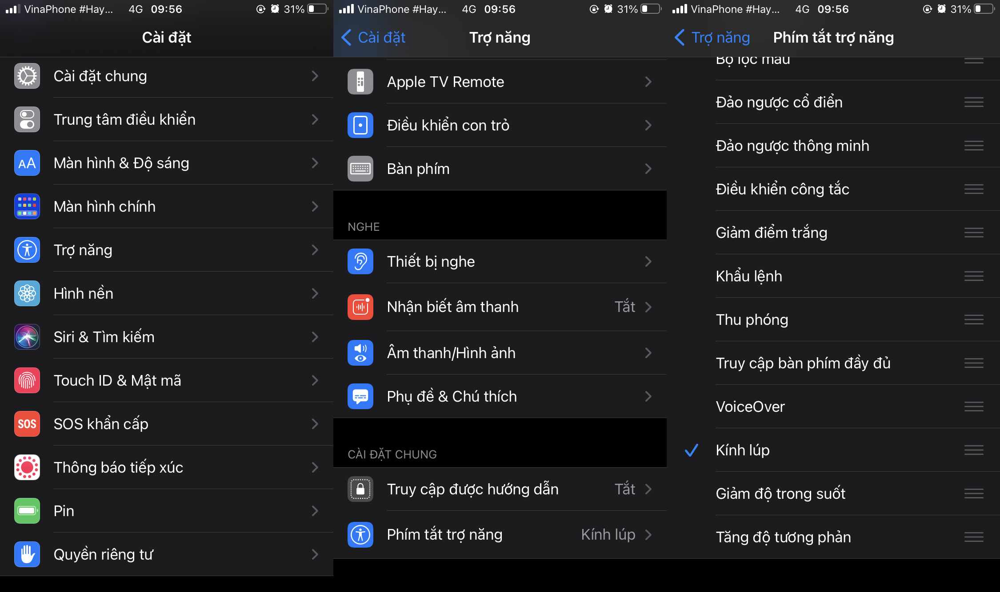 VinaPhone #Hay... 4G 09:56 31%
Cài đặt
Cài đặt chung
Trung tâm điều khiển
AA Màn hình & Độ sáng
Màn hình chính
Trợ năng
Hình nền
Siri & Tìm kiếm
Touch ID & Mật mã
SOS SOS khẩn cấp
Thông báo tiếp xúc
Pin
Quyền riêng tư
VinaPhone #Hay... 4G 09:56 31%
Cài đặt Trợ năng
Apple TV Remote
Điều khiển con trỏ
Bàn phím
NGHE
Thiết bị nghe
Nhận biết âm thanh Tắt
Âm thanh/Hình ảnh
Phụ đề & Chú thích
CÀI ĐẶT CHUNG
Truy cập được hướng dẫn Tắt
Phím tắt trợ năng Kính lúp
VinaPhone #Hay... 4G 09:56 31%
Trợ năng Phím tắt trợ năng
Bộ lọc màu
Đảo ngược cổ điển
Đảo ngược thông minh
Điều khiển công tắc
Giảm điểm trắng
Khẩu lệnh
Thu phóng
Truy cập bàn phím đầy đủ
VoiceOver
Kính lúp
Giảm độ trong suốt
Tăng độ tương phản